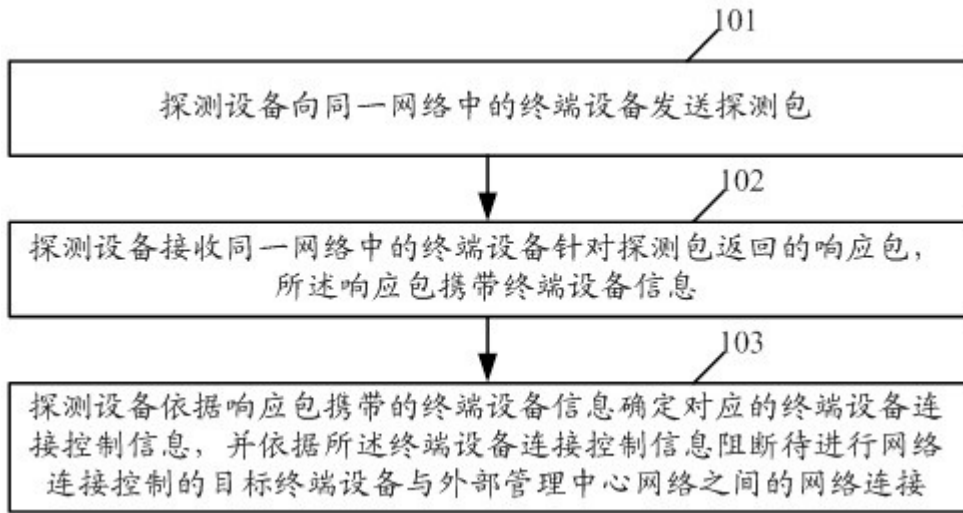 101
探测设备向同一网络中的终端设备发送探测包
102
探测设备接收同一网络中的终端设备针对探测包返回的响应包，
所述响应包携带终端设备信息
103
探测设备依据响应包携带的终端设备信息确定对应的终端设备连
接控制信息，并依据所述终端设备连接控制信息阻断待进行网络
连接控制的目标终端设备与外部管理中心网络之间的网络连接